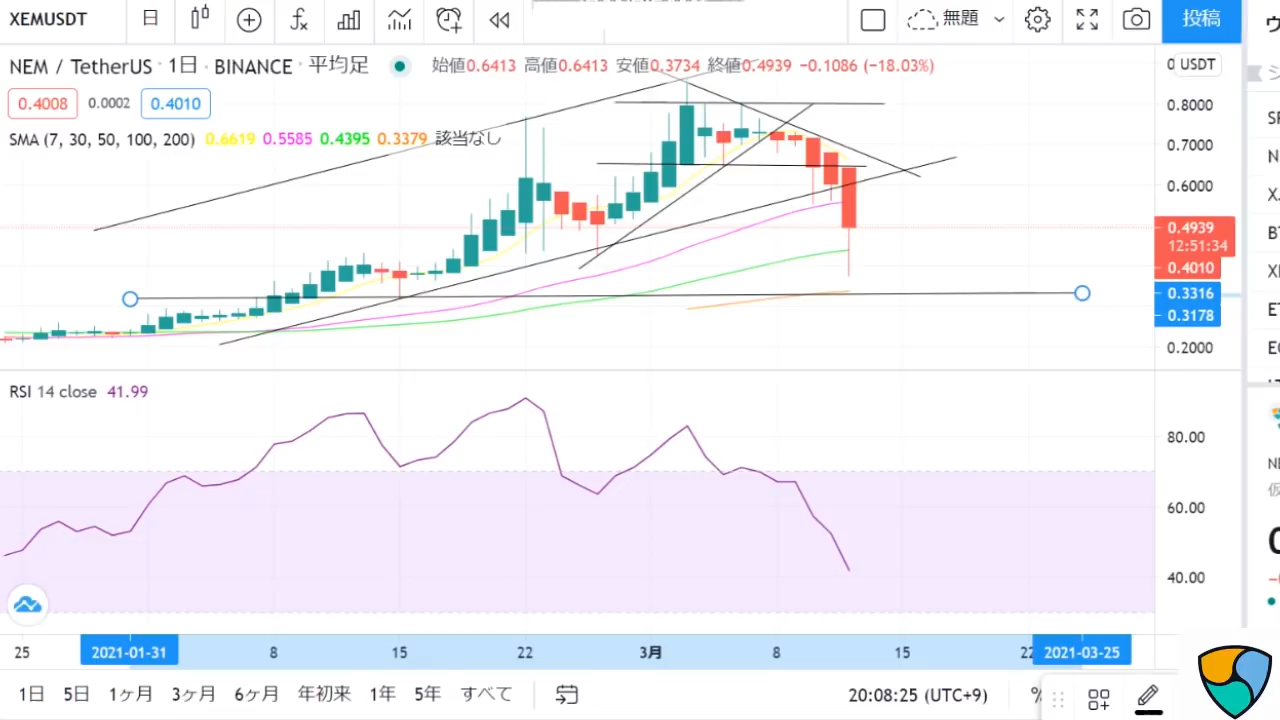 XEMUSDT 日 無題 投稿
NEM / TetherUS · 1日 · BINANCE · 平均足 始値0.6413 高値0.6413 安値0.3734 終値0.4939 −0.1086 (−18.03%)
0.4008 0.0002 0.4010
SMA (7, 30, 50, 100, 200) 0.6619 0.5585 0.4395 0.3379 該当なし
USDT
0.8000
0.7000
0.6000
0.4939
12:51:34
0.4010
0.3316
0.3178
0.2000
RSI 14 close 41.99
80.00
60.00
40.00
25 2021-01-31 8 15 22 3月 8 15 22 2021-03-25
1日 5日 1ヶ月 3ヶ月 6ヶ月 年初来 1年 5年 すべて 20:08:25 (UTC+9) %